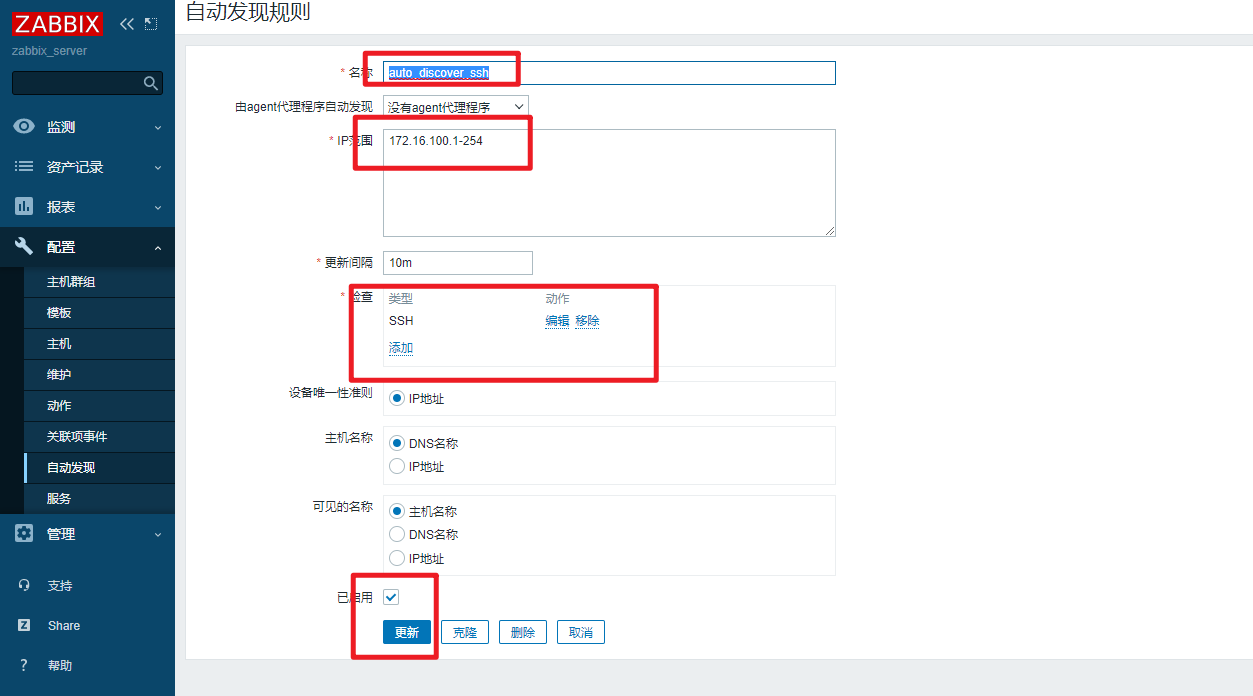 ZABBIX
zabbix_server
监测
资产记录
报表
配置
主机群组
模板
主机
维护
动作
关联项事件
自动发现
服务
管理
支持
Z Share
? 帮助
自动发现规则
* 名称 auto_discover_ssh
由agent代理程序自动发现 没有agent代理程序
* IP范围 172.16.100.1-254
* 更新间隔 10m
* 检查 类型 动作
SSH 编辑 移除
添加
设备唯一性准则 IP地址
主机名称 DNS名称
IP地址
可见的名称 主机名称
DNS名称
IP地址
已启用
更新 克隆 删除 取消